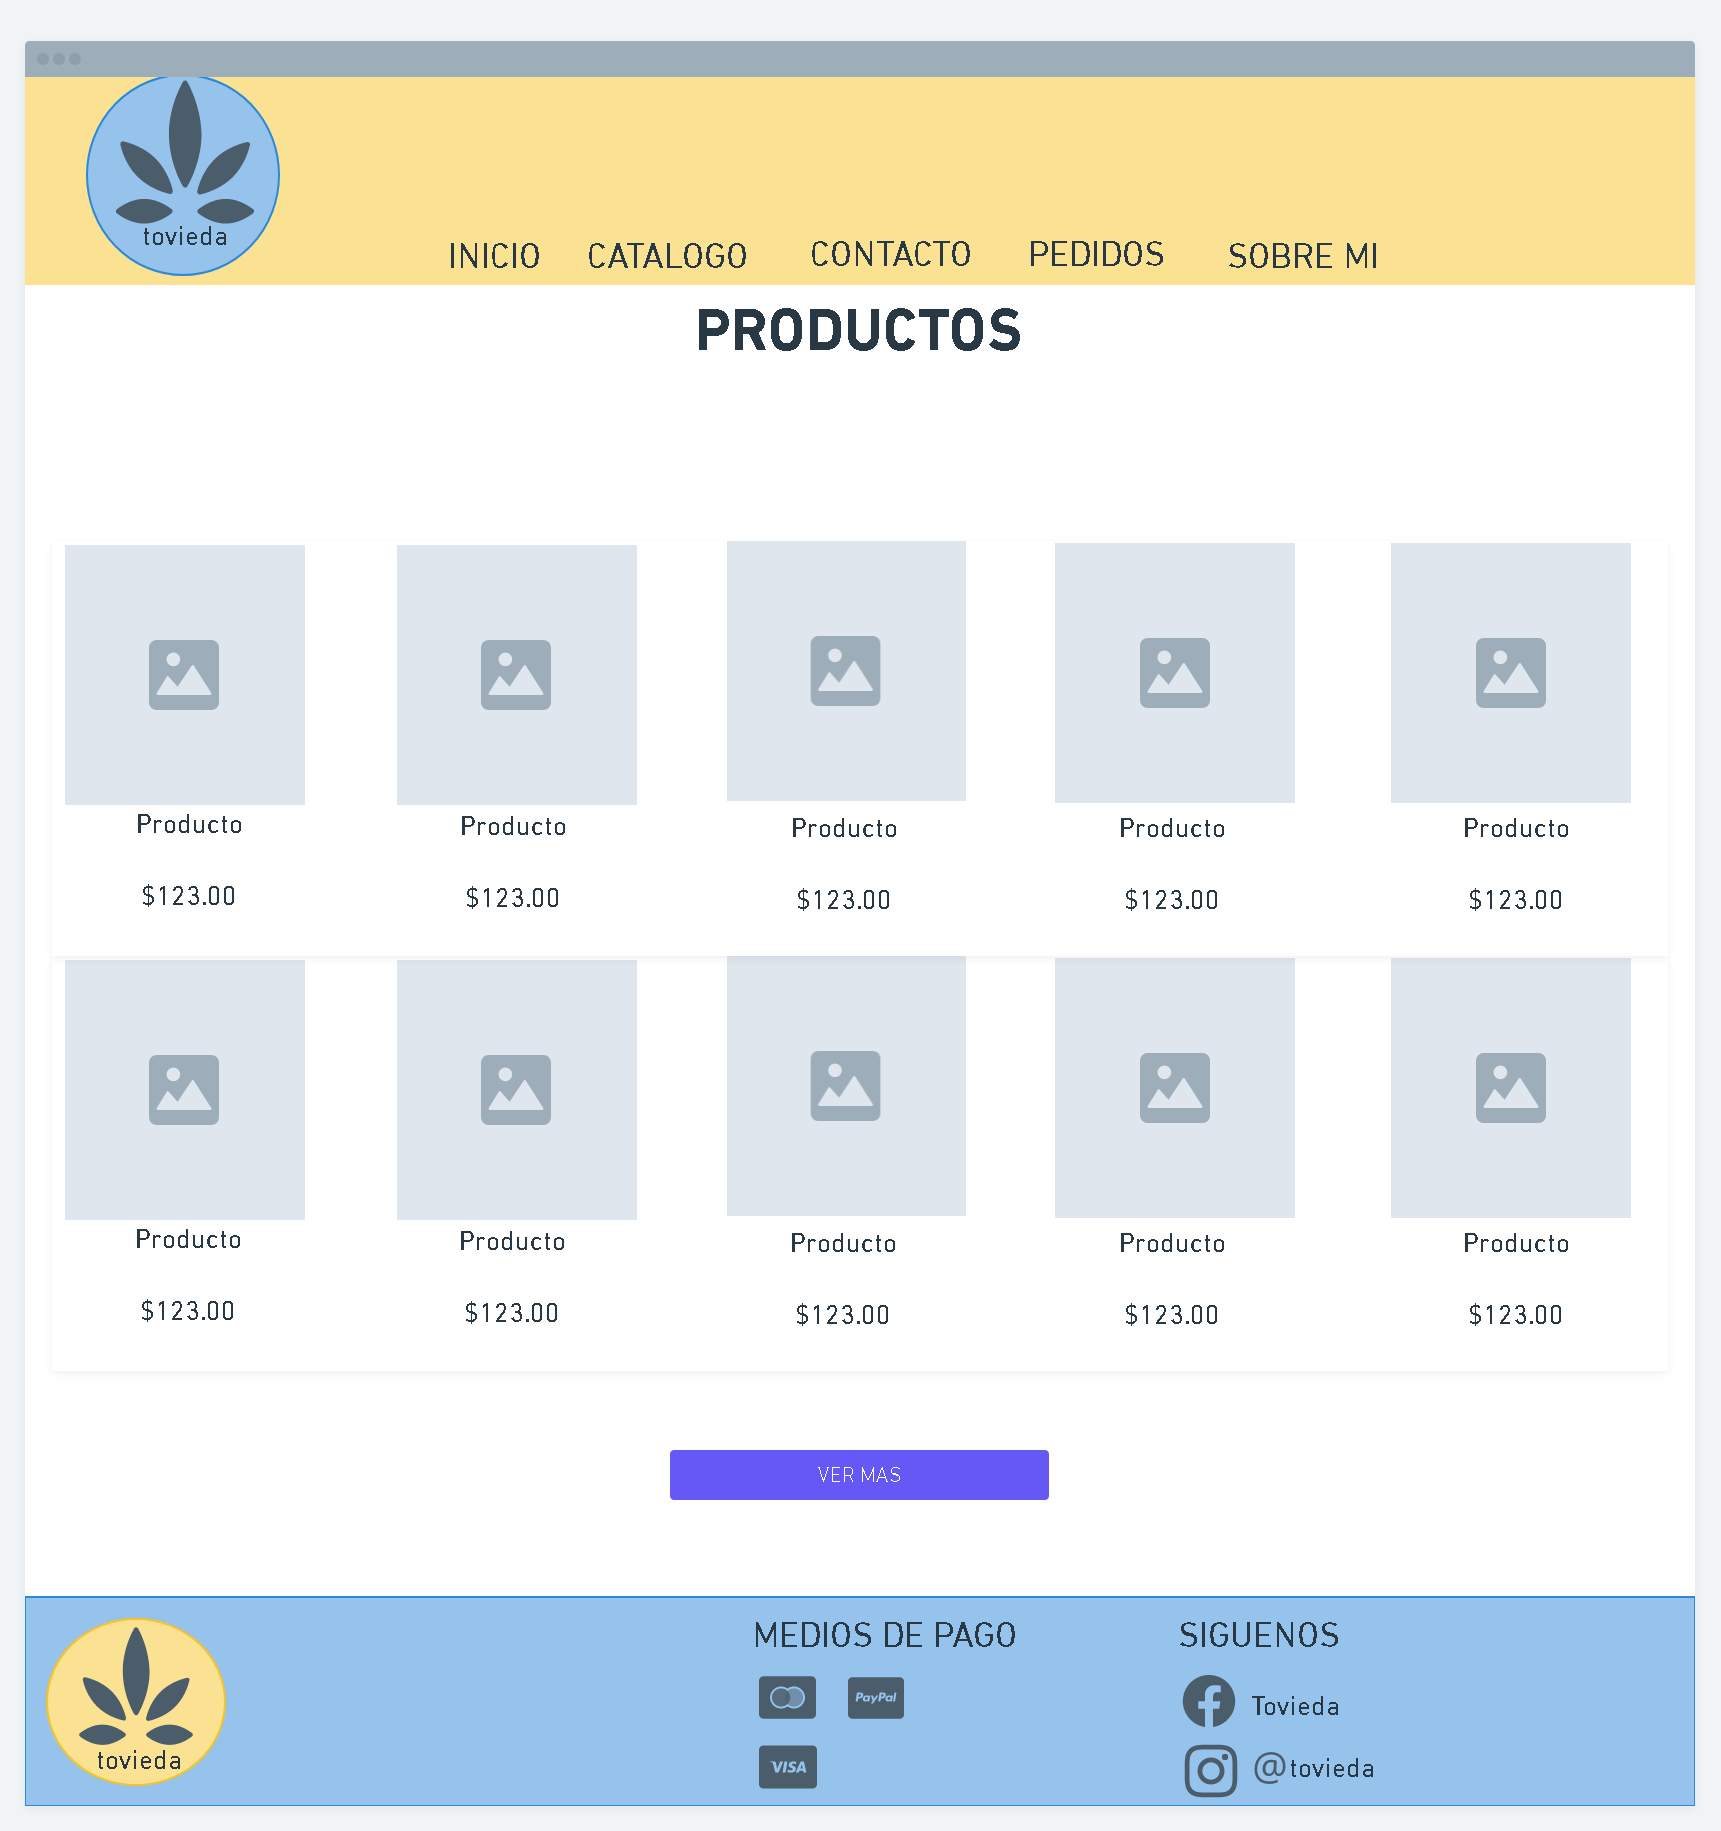 tovieda
INICIO CATALOGO CONTACTO PEDIDOS SOBRE MI
PRODUCTOS
Producto Producto Producto Producto Producto
$123.00 $123.00 $123.00 $123.00 $123.00
Producto Producto Producto Producto Producto
$123.00 $123.00 $123.00 $123.00 $123.00
VER MAS
tovieda
MEDIOS DE PAGO
PayPal
VISA
SIGUENOS
Tovieda
@tovieda